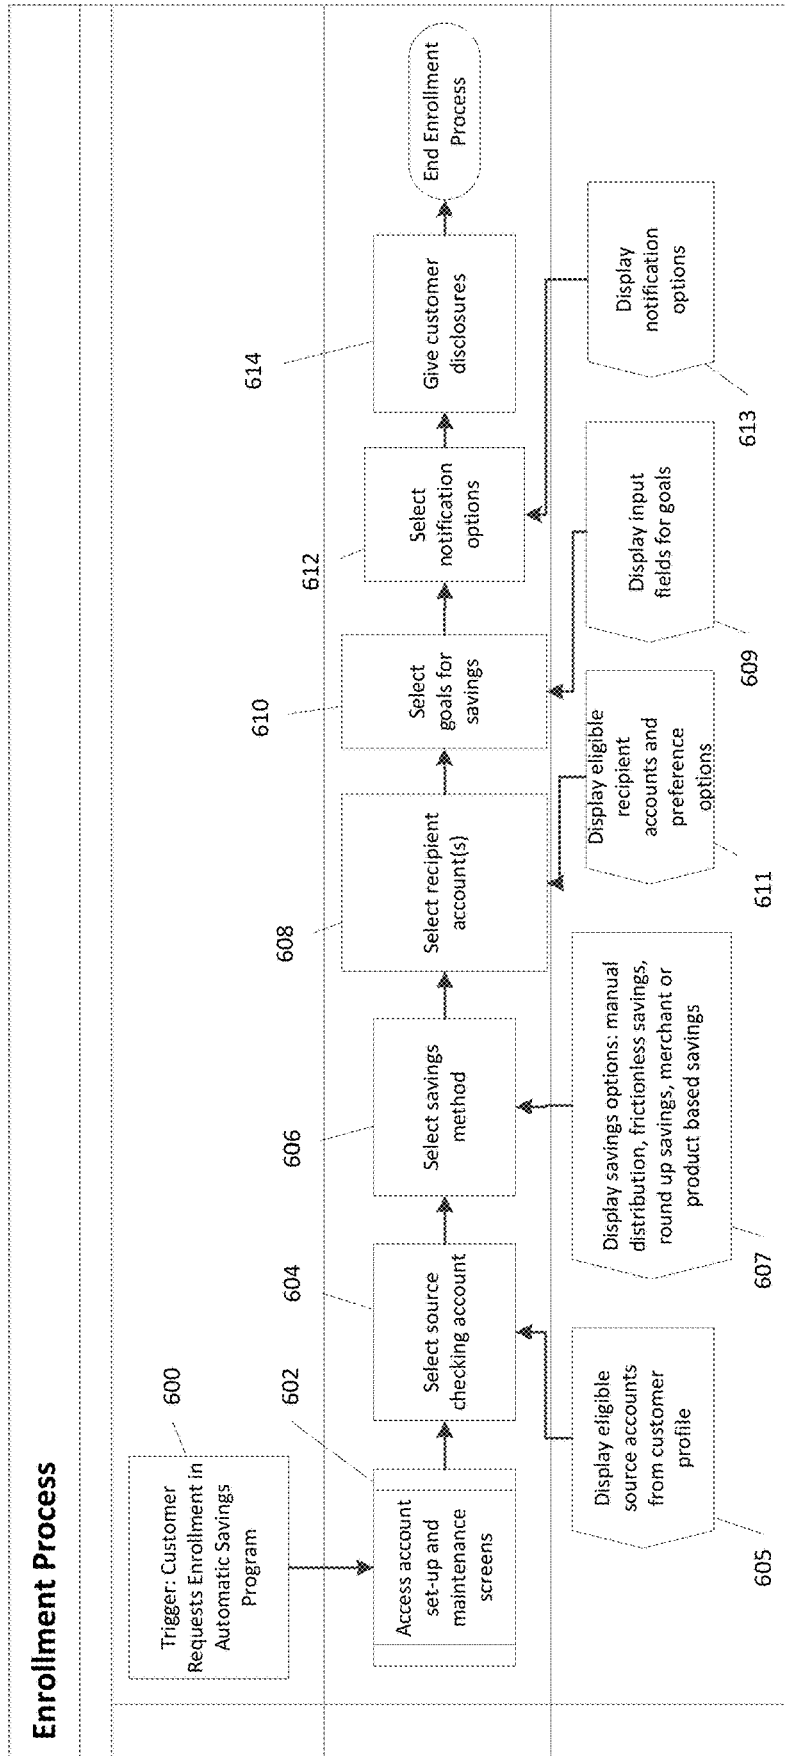 Enrollment Process
Trigger: Customer
Requests Enrollment in
Automatic Savings
Program
600
602
Access account
set-up and
maintenance
screens
604
Select source
checking account
606
Select savings
method
608
Select recipient
account(s)
610
Select
goals for
savings
612
Select
notification
options
614
Give customer
disclosures
End Enrollment
Process
Display eligible
source accounts
from customer
profile
605
Display savings options: manual
distribution, frictionless savings,
round up savings, merchant or
product based savings
607
Display eligible
recipient
accounts and
preference
options
611
Display input
fields for goals
609
Display
notification
options
613